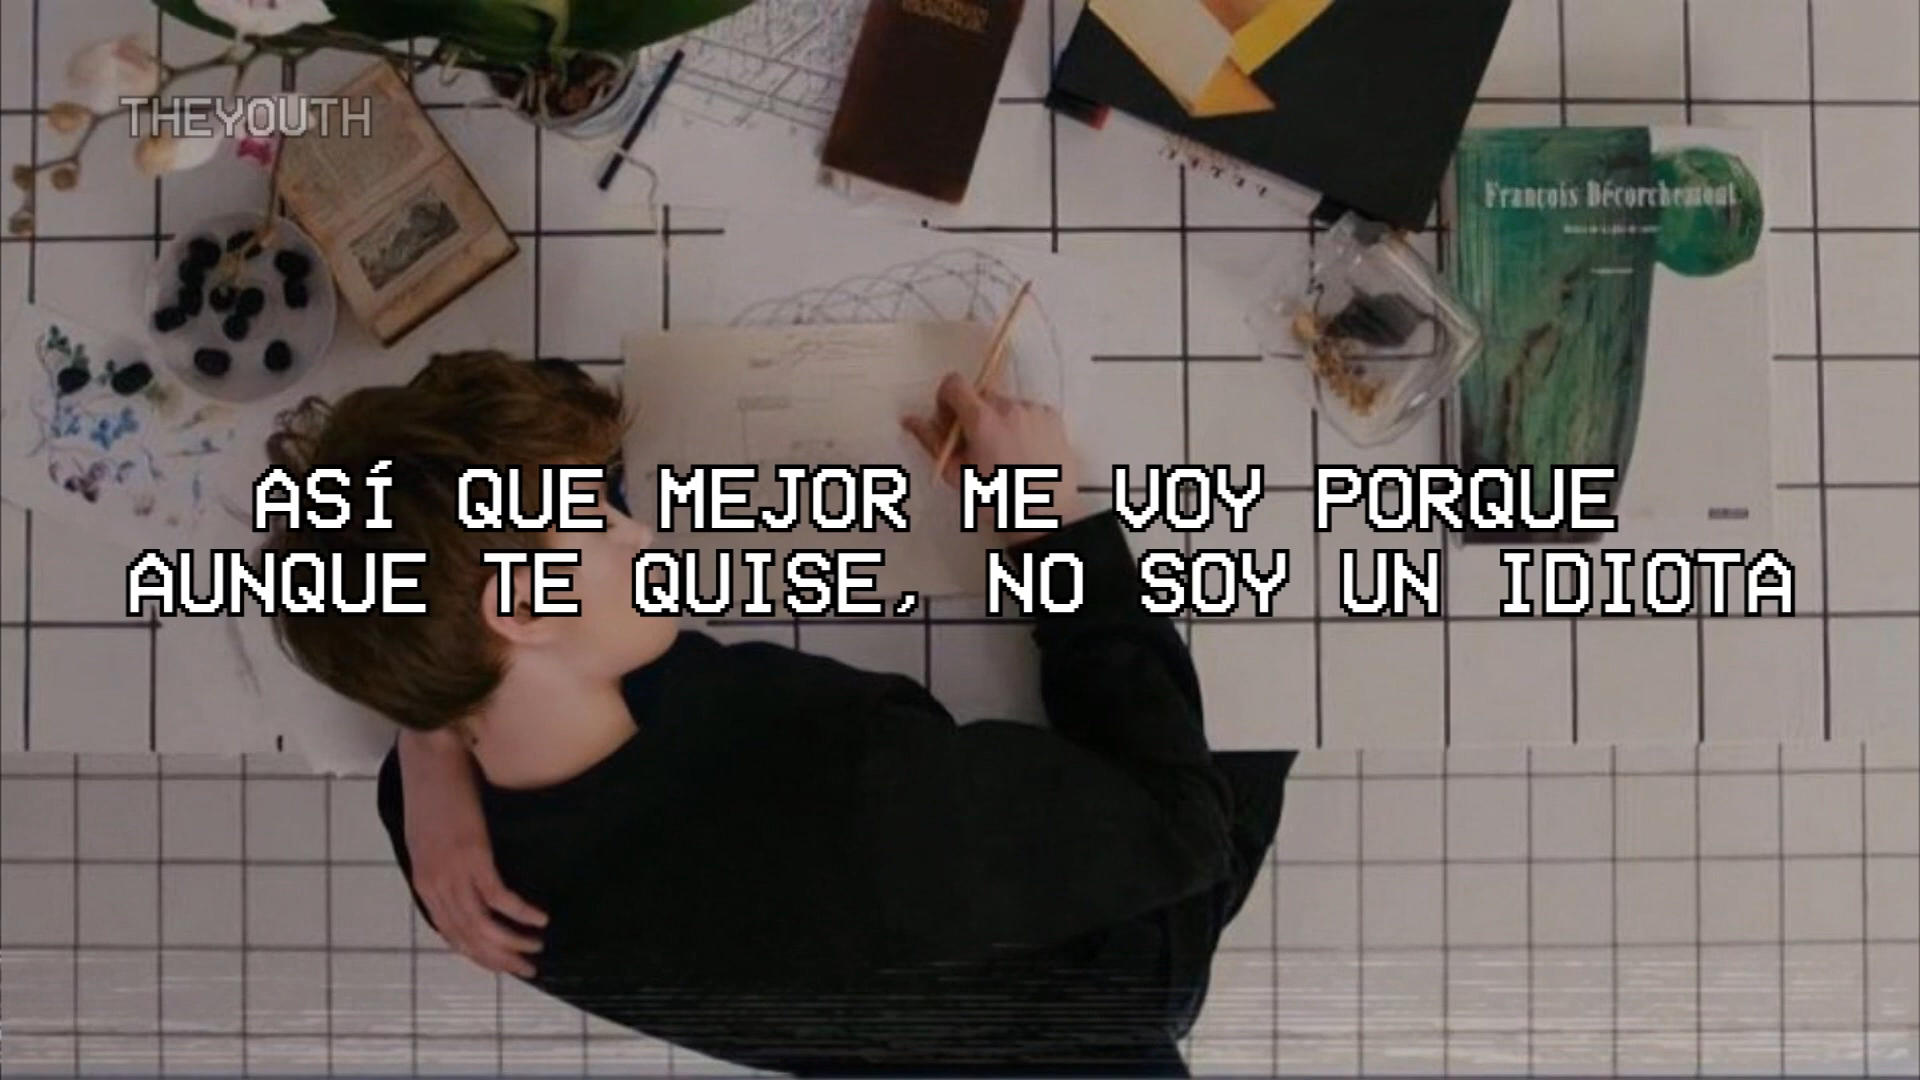 THEYOUTH
François Décorchemont
ASÍ QUE MEJOR ME VOY PORQUE
AUNQUE TE QUISE, NO SOY UN IDIOTA